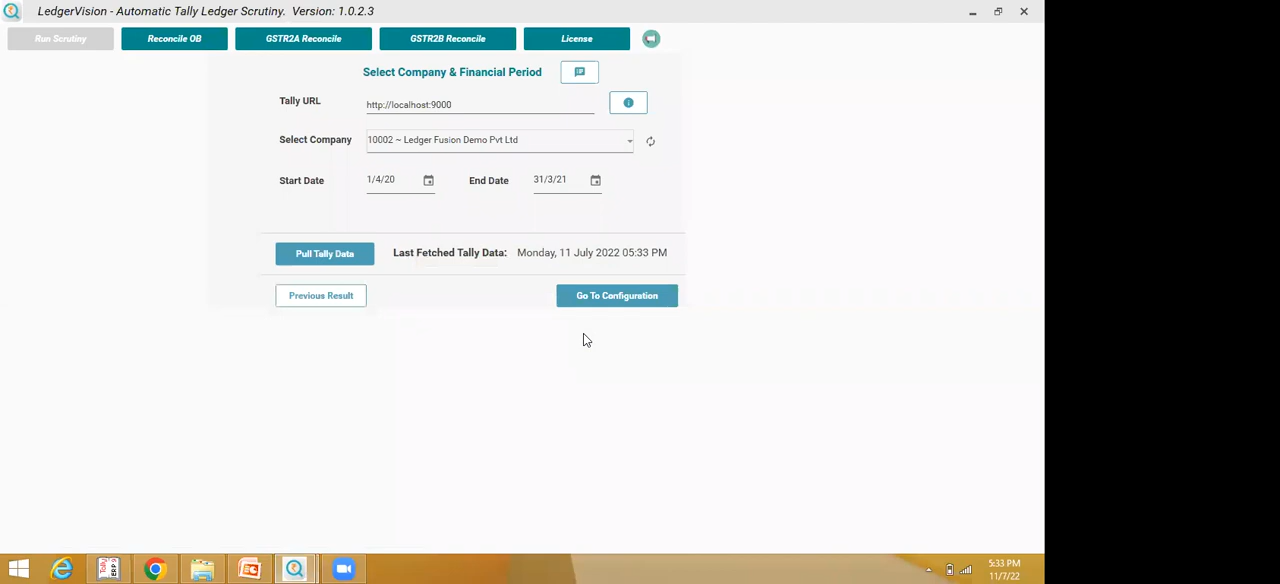 LedgerVision - Automatic Tally Ledger Scrutiny. Version: 1.0.2.3
Run Scrutiny Reconcile OB GSTR2A Reconcile GSTR2B Reconcile License
Select Company & Financial Period
Tally URL http://localhost:9000
Select Company 10002 ~ Ledger Fusion Demo Pvt Ltd
Start Date 1/4/20 End Date 31/3/21
Pull Tally Data Last Fetched Tally Data: Monday, 11 July 2022 05:33 PM
Previous Result Go To Configuration
Tally ERP 9
5:33 PM
11/7/22